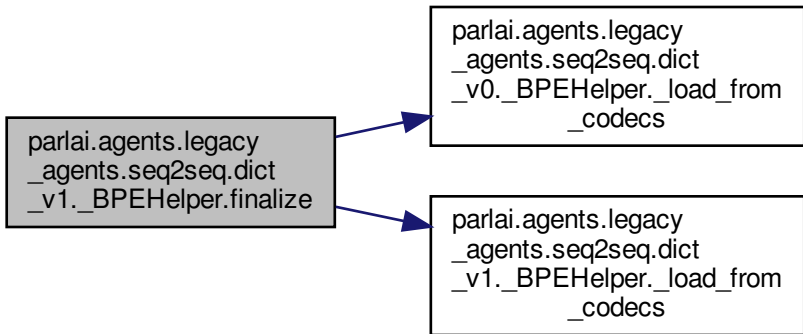 parlai.agents.legacy
_agents.seq2seq.dict
_v1._BPEHelper.finalize
parlai.agents.legacy
_agents.seq2seq.dict
_v0._BPEHelper._load_from
_codecs
parlai.agents.legacy
_agents.seq2seq.dict
_v1._BPEHelper._load_from
_codecs